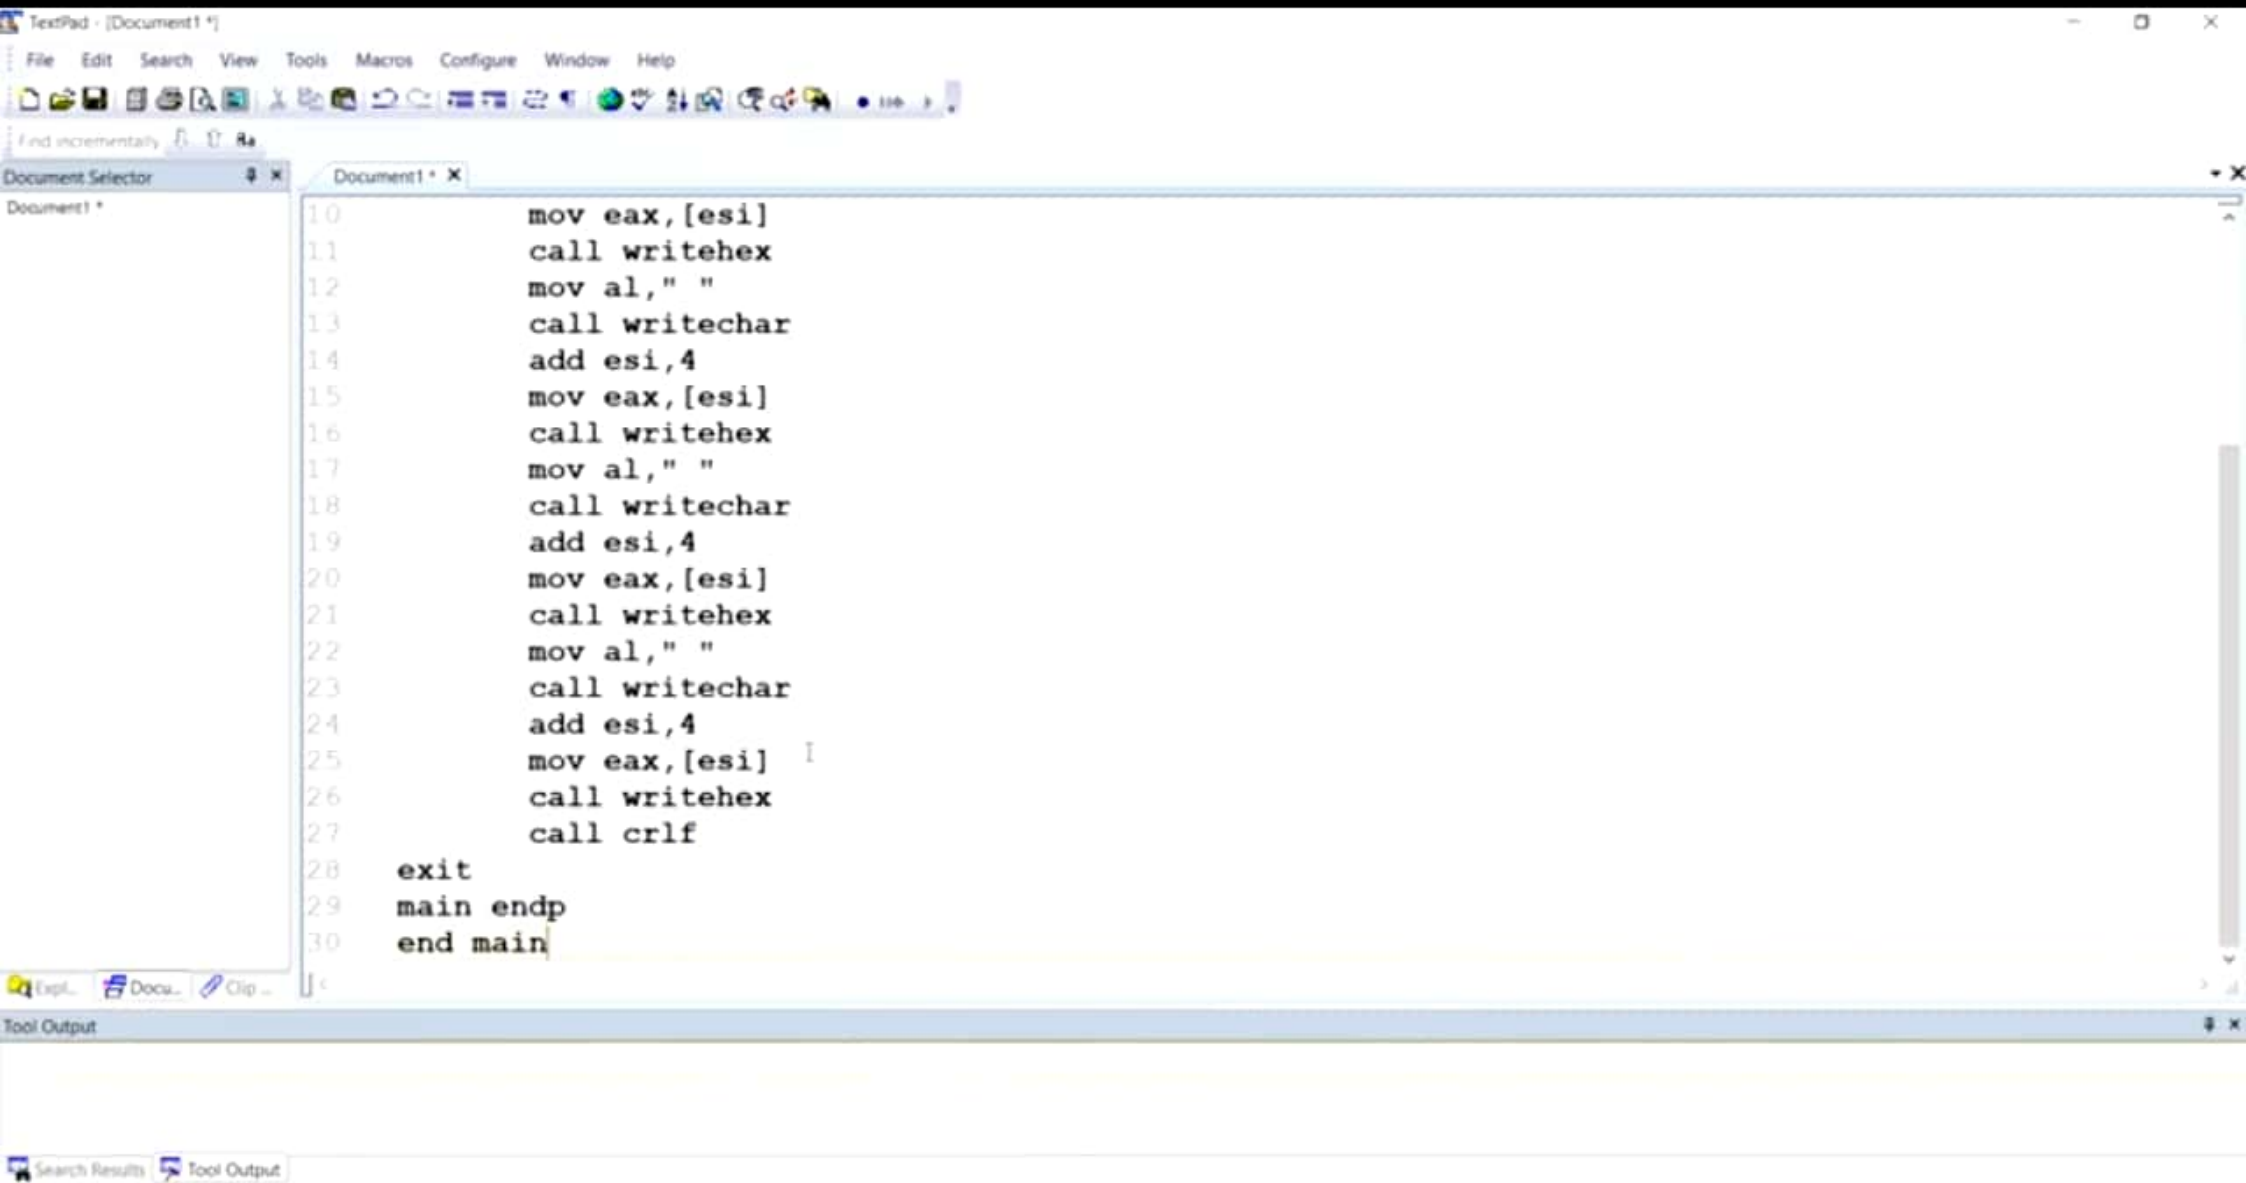 TextPad - [Document1 *]
File Edit Search View Tools Macros Configure Window Help
Find incrementally
Document Selector
Document1 *
Document1 *
10 mov eax,[esi]
11 call writehex
12 mov al," "
13 call writechar
14 add esi,4
15 mov eax,[esi]
16 call writehex
17 mov al," "
18 call writechar
19 add esi,4
20 mov eax,[esi]
21 call writehex
22 mov al," "
23 call writechar
24 add esi,4
25 mov eax,[esi]
26 call writehex
27 call crlf
28 exit
29 main endp
30 end main
Expl... Docu... Clip ...
Tool Output
Search Results Tool Output